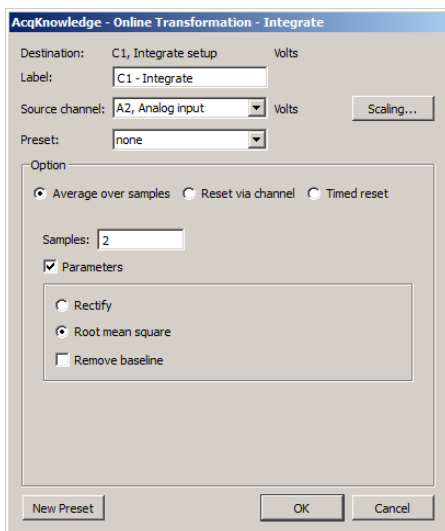 AcqKnowledge - Online Transformation - Integrate
Destination: C1, Integrate setup Volts
Label: C1 - Integrate
Source channel: A2, Analog input Volts Scaling...
Preset: none
Option
Average over samples Reset via channel Timed reset
Samples: 2
Parameters
Rectify
Root mean square
Remove baseline
New Preset OK Cancel